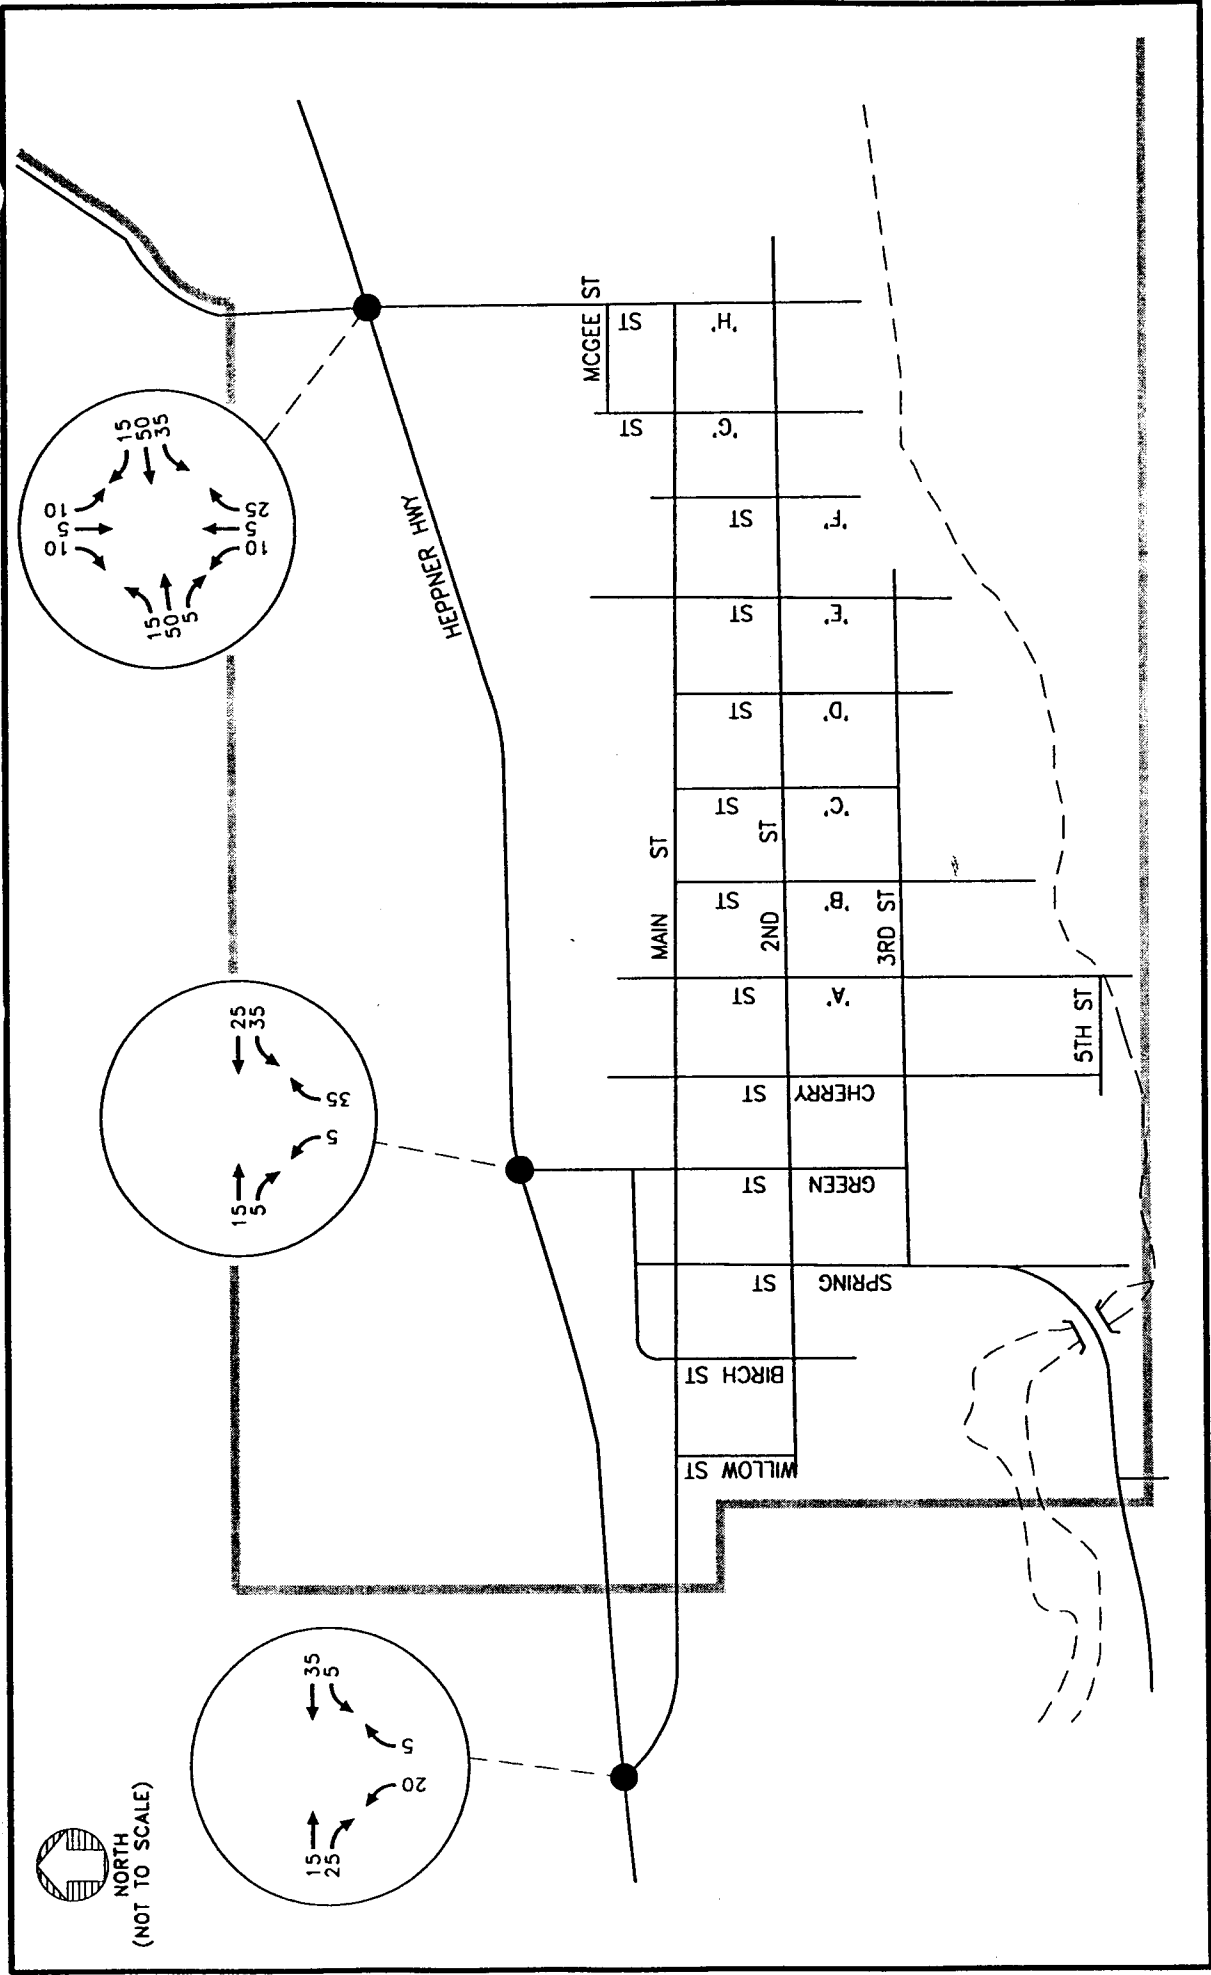 NORTH
(NOT TO SCALE)
10
5
10
15
50
35
15
50
5
10
5
25
25
35
15
5
5
35
35
5
15
25
20
5
HEPPNER HWY
MCGEE ST
MAIN ST
2ND ST
3RD ST
5TH ST
'H' ST
'G' ST
'F' ST
'E' ST
'D' ST
'C' ST
'B' ST
'A' ST
CHERRY ST
GREEN ST
SPRING ST
BIRCH ST
WILLOW ST